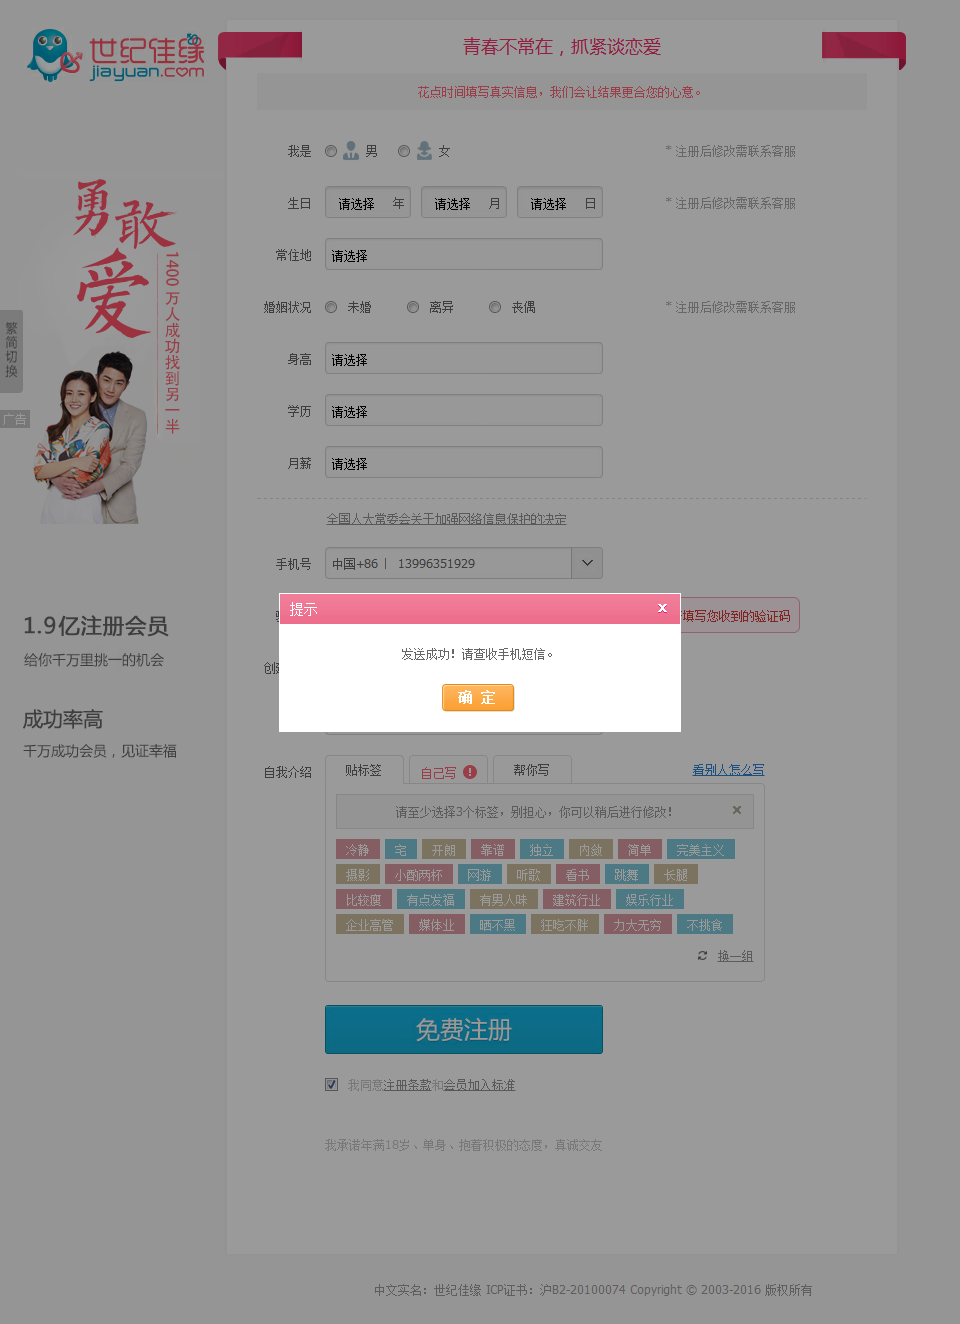 世纪佳缘
jiayuan.com
青春不常在，抓紧谈恋爱
花点时间填写真实信息，我们会让结果更合您的心意。
我是 男 女 * 注册后修改需联系客服
生日 请选择 年 请选择 月 请选择 日 * 注册后修改需联系客服
常住地 请选择
婚姻状况 未婚 离异 丧偶 * 注册后修改需联系客服
身高 请选择
学历 请选择
月薪 请选择
勇敢
爱
1400 万人成功找到另一半
繁简切换
广告
全国人大常委会关于加强网络信息保护的决定
手机号 中国+86 | 13996351929
提示 x
填写您收到的验证码
发送成功！请查收手机短信。
确 定
1.9亿注册会员
给你千万里挑一的机会
成功率高
千万成功会员，见证幸福
自我介绍 贴标签 自己写 帮你写 看别人怎么写
请至少选择3个标签，别担心，你可以稍后进行修改！
冷静 宅 开朗 靠谱 独立 内敛 简单 完美主义
摄影 小酌两杯 网游 听歌 看书 跳舞 长腿
比较瘦 有点发福 有男人味 建筑行业 娱乐行业
企业高管 媒体业 晒不黑 狂吃不胖 力大无穷 不挑食
换一组
免费注册
我同意注册条款和会员加入标准
我承诺年满18岁、单身、抱着积极的态度，真诚交友
中文实名：世纪佳缘 ICP证书：沪B2-20100074 Copyright © 2003-2016 版权所有